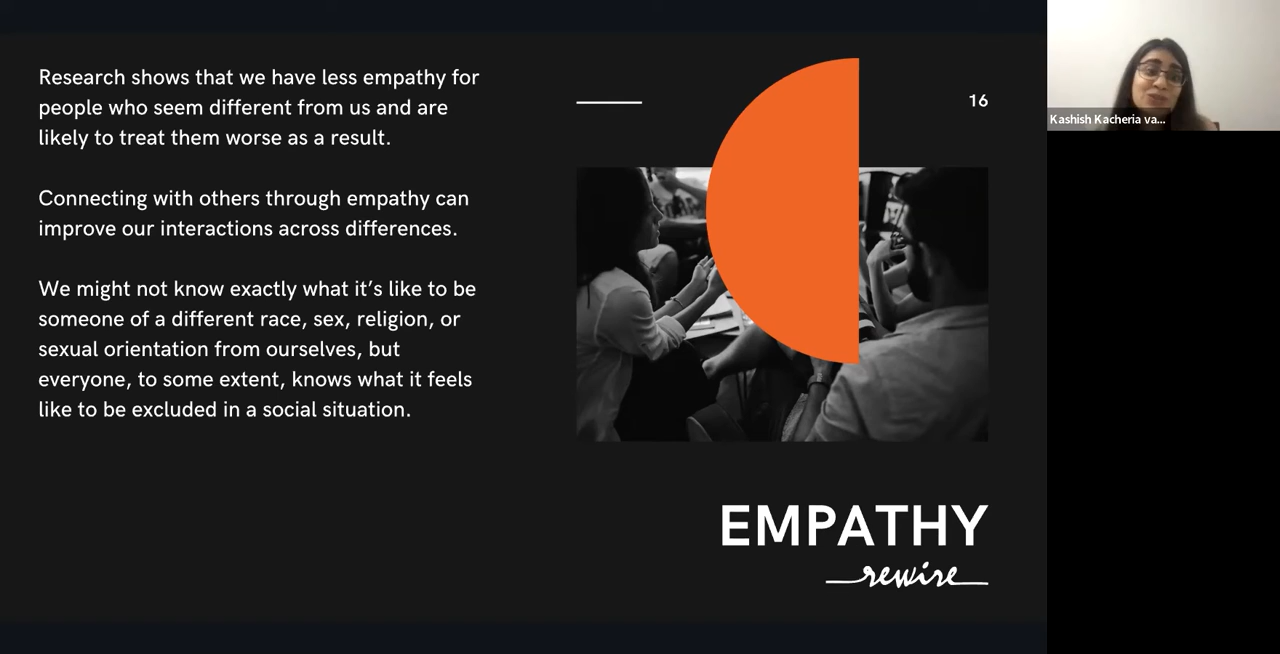 Research shows that we have less empathy for
people who seem different from us and are
likely to treat them worse as a result.
Connecting with others through empathy can
improve our interactions across differences.
We might not know exactly what it’s like to be
someone of a different race, sex, religion, or
sexual orientation from ourselves, but
everyone, to some extent, knows what it feels
like to be excluded in a social situation.
16
EMPATHY
rewire
Kashish Kacheria va...